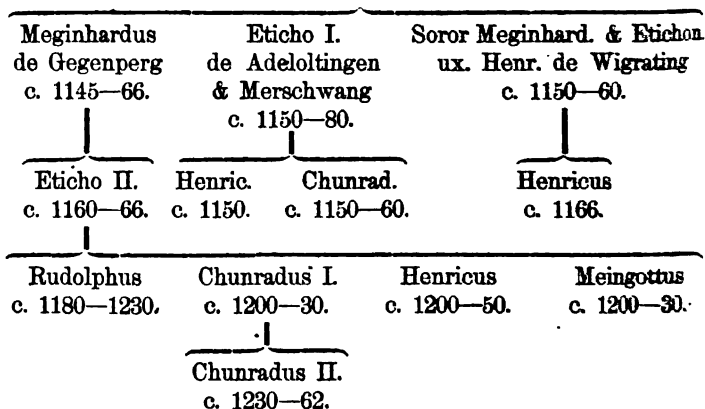 Meginhardus
de Gegenperg
c. 1145—66.
Eticho I.
de Adeloltingen
& Merschwang
c. 1150—80.
Soror Meginhard. & Etichon
ux. Henr. de Wigrating
c. 1150—60.
Eticho II.
c. 1160—66.
Henric.
c. 1150.
Chunrad.
c. 1150—60.
Henricus
c. 1166.
Rudolphus
c. 1180—1230.
Chunradus I.
c. 1200—30.
Henricus
c. 1200—50.
Meingottus
c. 1200—30.
Chunradus II.
c. 1230—62.